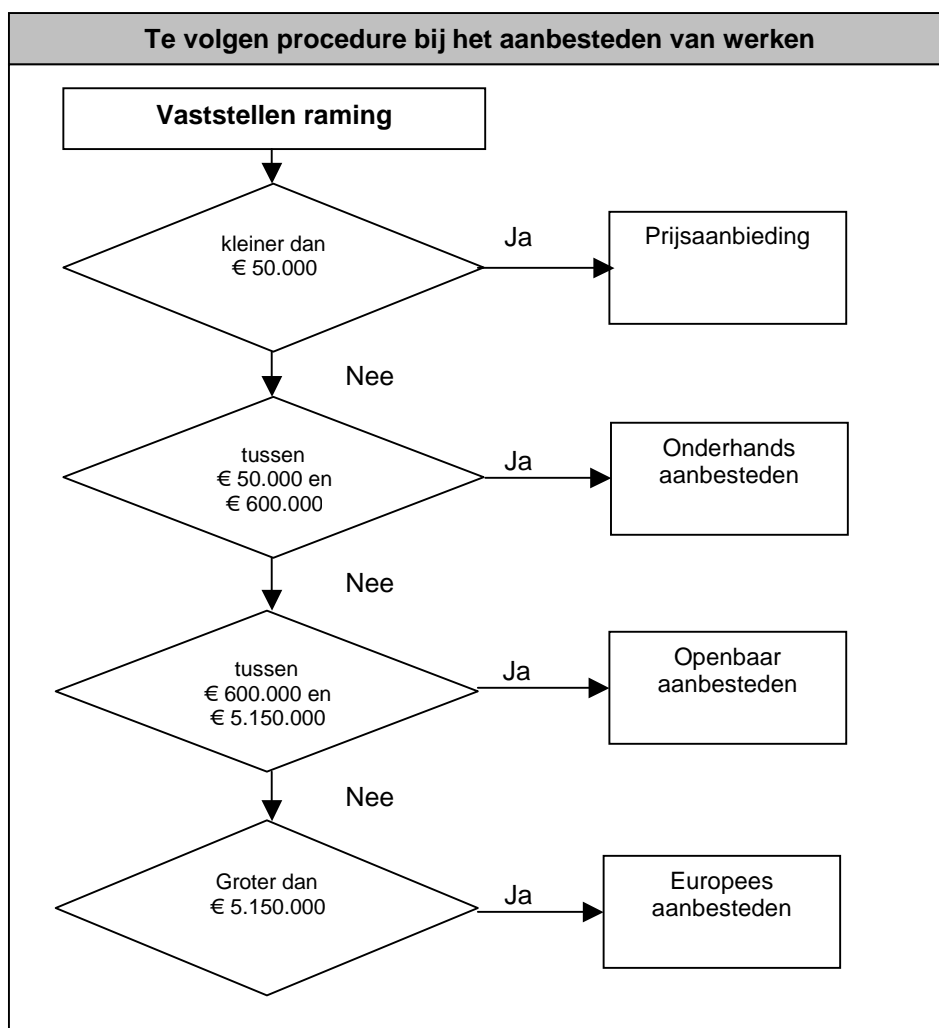 Te volgen procedure bij het aanbesteden van werken
Vaststellen raming
kleiner dan
€ 50.000
Ja
Prijsaanbieding
Nee
tussen
€ 50.000 en
€ 600.000
Ja
Onderhands
aanbesteden
Nee
tussen
€ 600.000 en
€ 5.150.000
Ja
Openbaar
aanbesteden
Nee
Groter dan
€ 5.150.000
Ja
Europees
aanbesteden